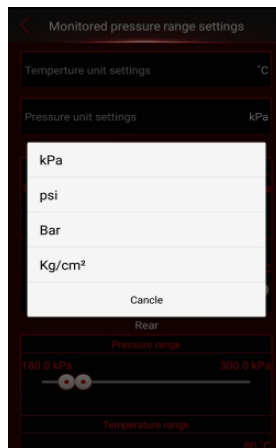 Monitored pressure range settings
Temperture unit settings °C
Pressure unit settings kPa
kPa
psi
Bar
Kg/cm²
Cancle
Rear
Pressure range
180.0 kPa 300.0 kPa
Temperature range
80 °C